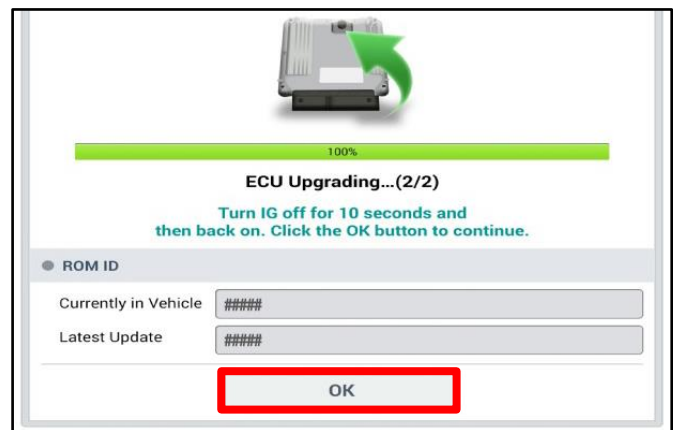 100%
ECU Upgrading...(2/2)
Turn IG off for 10 seconds and
then back on. Click the OK button to continue.
ROM ID
Currently in Vehicle #####
Latest Update #####
OK